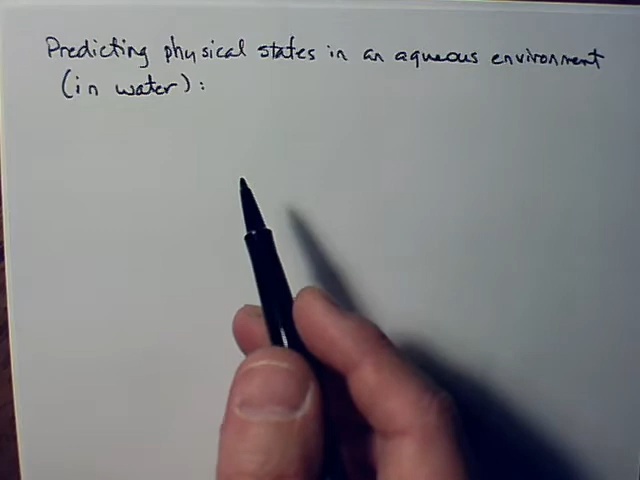 Predicting physical states in an aqueous environment
(in water):